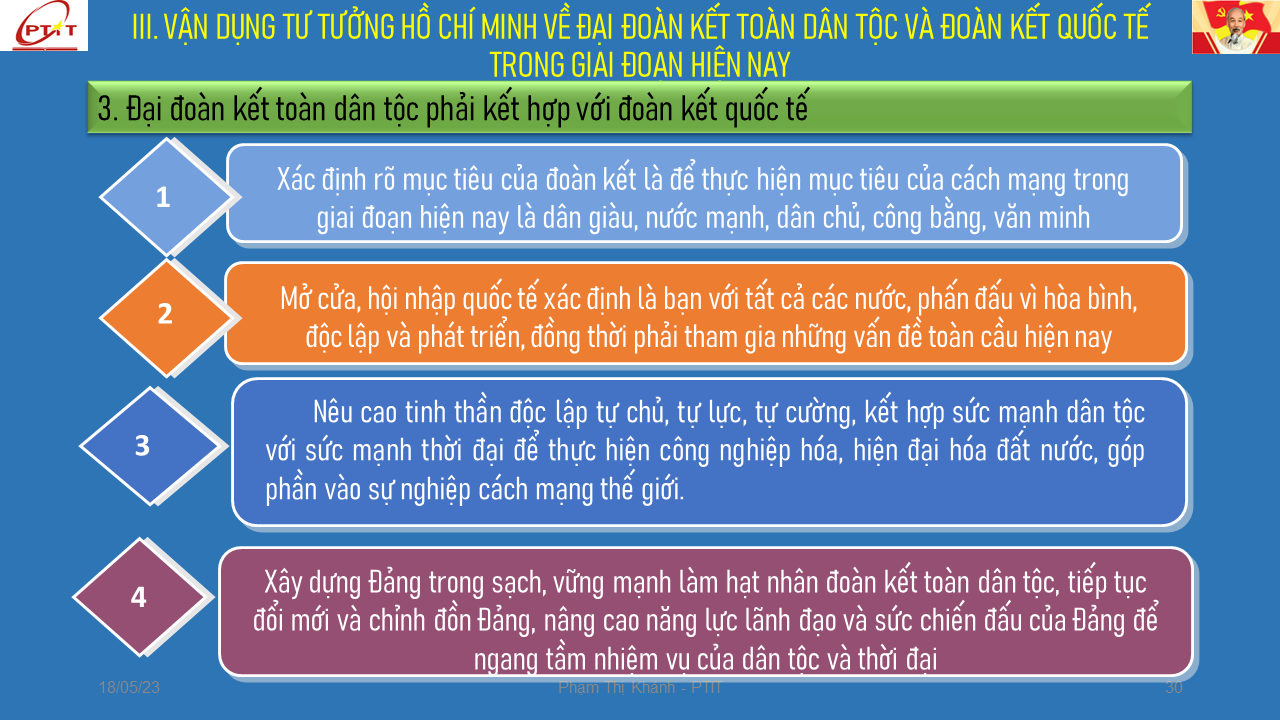 PTIT
III. VẬN DỤNG TƯ TƯỞNG HỒ CHÍ MINH VỀ ĐẠI ĐOÀN KẾT TOÀN DÂN TỘC VÀ ĐOÀN KẾT QUỐC TẾ
TRONG GIAI ĐOẠN HIỆN NAY
3. Đại đoàn kết toàn dân tộc phải kết hợp với đoàn kết quốc tế
1
Xác định rõ mục tiêu của đoàn kết là để thực hiện mục tiêu của cách mạng trong
giai đoạn hiện nay là dân giàu, nước mạnh, dân chủ, công bằng, văn minh
2
Mở cửa, hội nhập quốc tế xác định là bạn với tất cả các nước, phấn đấu vì hòa bình,
độc lập và phát triển, đồng thời phải tham gia những vấn đề toàn cầu hiện nay
3
Nêu cao tinh thần độc lập tự chủ, tự lực, tự cường, kết hợp sức mạnh dân tộc
với sức mạnh thời đại để thực hiện công nghiệp hóa, hiện đại hóa đất nước, góp
phần vào sự nghiệp cách mạng thế giới.
4
Xây dựng Đảng trong sạch, vững mạnh làm hạt nhân đoàn kết toàn dân tộc, tiếp tục
đổi mới và chỉnh đồn Đảng, nâng cao năng lực lãnh đạo và sức chiến đấu của Đảng để
ngang tầm nhiệm vụ của dân tộc và thời đại
18/05/23
Phạm Thị Khánh - PTIT
30